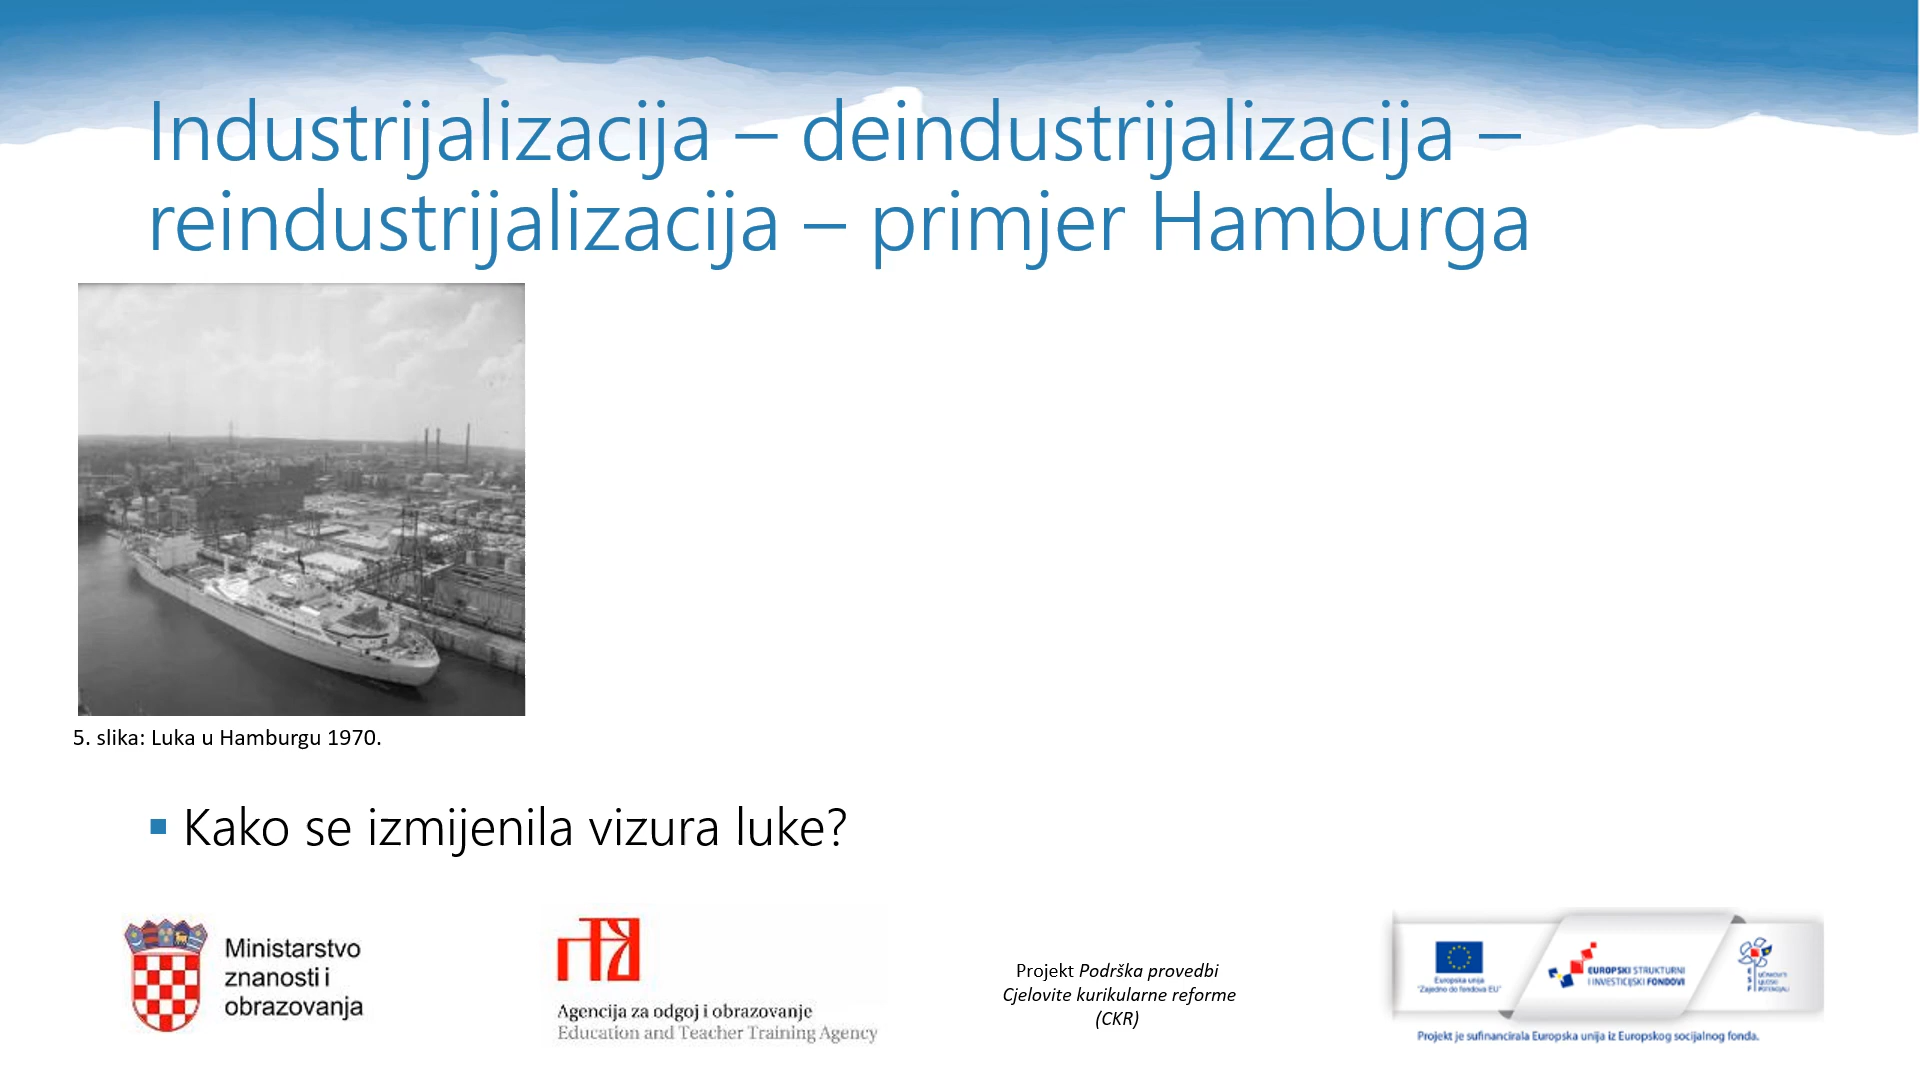 Industrijalizacija – deindustrijalizacija –
reindustrijalizacija – primjer Hamburga
5. slika: Luka u Hamburgu 1970.
Kako se izmijenila vizura luke?
Ministarstvo
znanosti i
obrazovanja
Agencija za odgoj i obrazovanje
Education and Teacher Training Agency
Projekt Podrška provedbi
Cjelovite kurikularne reforme
(CKR)
Europska unija
"Zajedno do fondova EU"
EUROPSKI STRUKTURNI
I INVESTICIJSKI FONDOVI
Projekt je sufinancirala Europska unija iz Europskog socijalnog fonda.